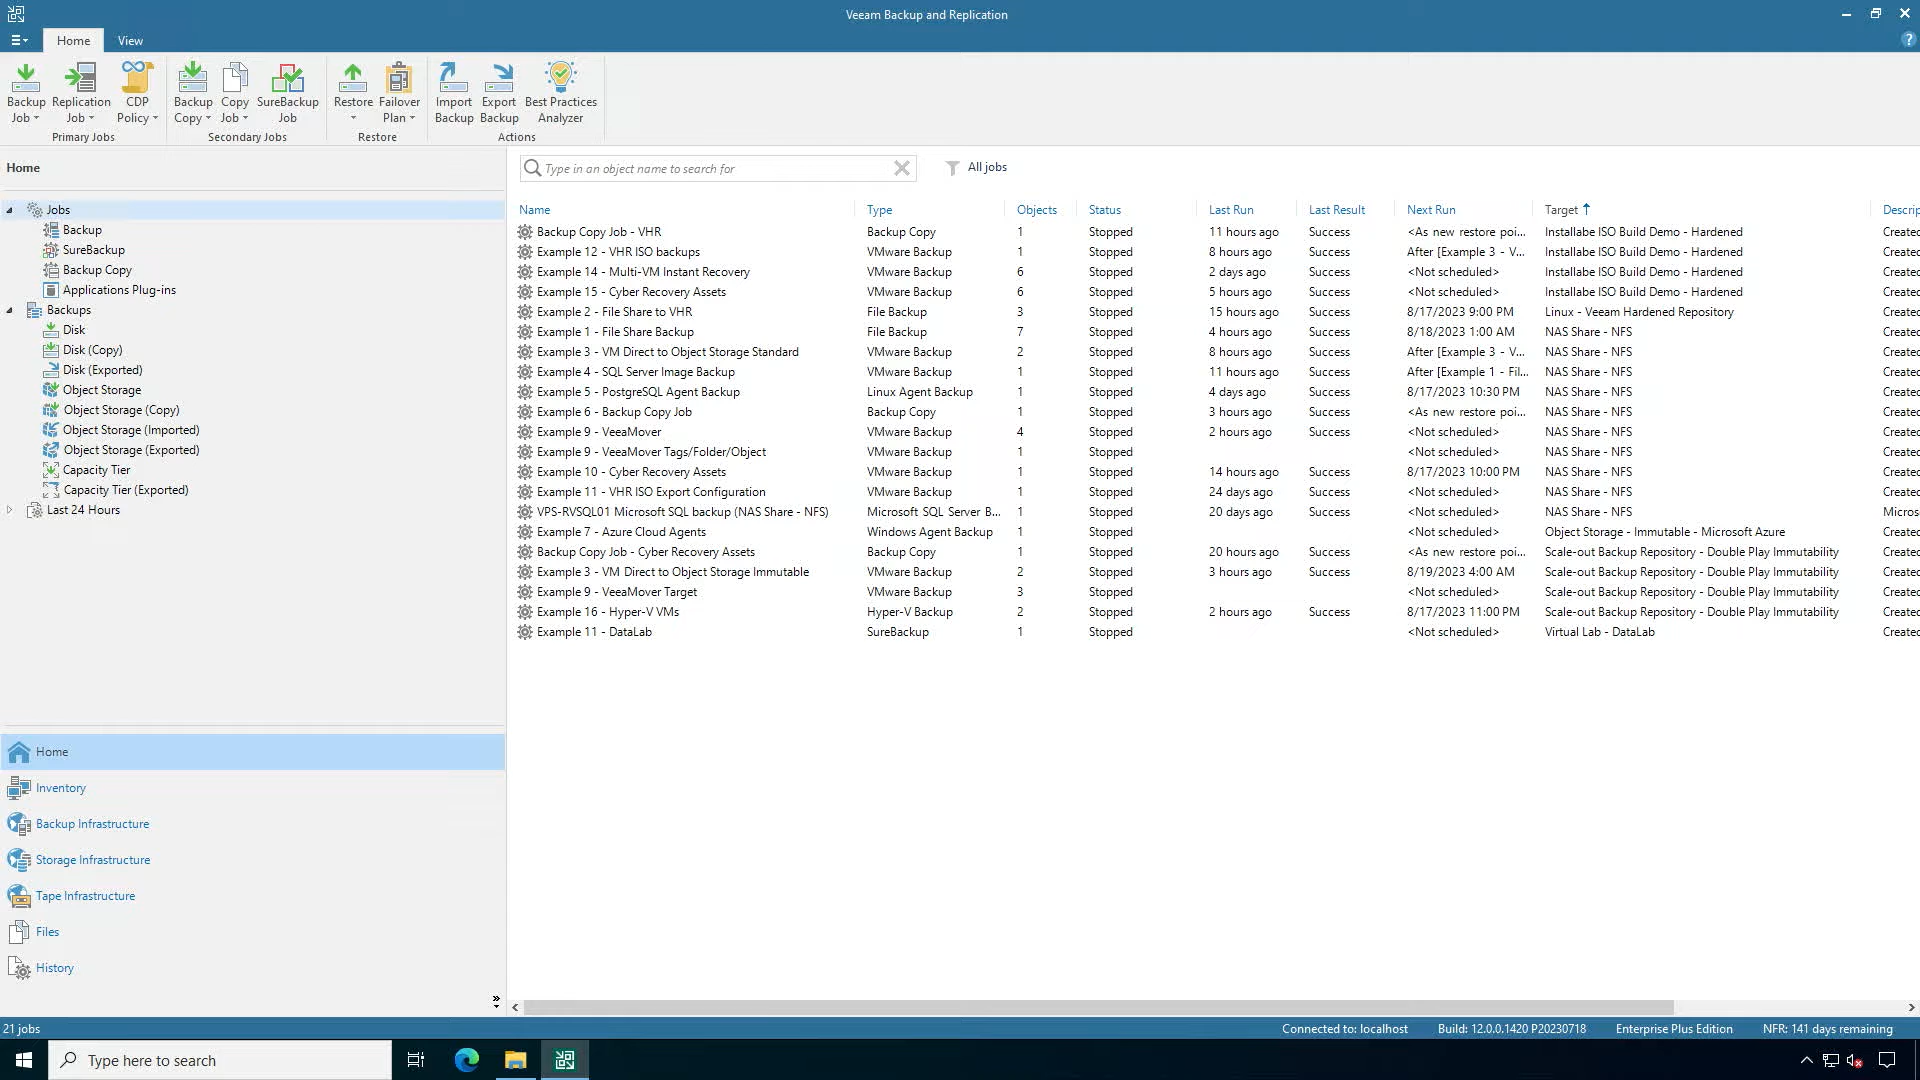 Veeam Backup and Replication
Home View
Backup Job Replication Job CDP Policy
Primary Jobs
Backup Copy Copy Job SureBackup Job
Secondary Jobs
Restore Failover Plan
Restore
Import Backup Export Backup Best Practices Analyzer
Actions
Home
Jobs
Backup
SureBackup
Backup Copy
Applications Plug-ins
Backups
Disk
Disk (Copy)
Disk (Exported)
Object Storage
Object Storage (Copy)
Object Storage (Imported)
Object Storage (Exported)
Capacity Tier
Capacity Tier (Exported)
Last 24 Hours
Home
Inventory
Backup Infrastructure
Storage Infrastructure
Tape Infrastructure
Files
History
Type in an object name to search for All jobs
Name Type Objects Status Last Run Last Result Next Run Target Descrip
Backup Copy Job - VHR Backup Copy 1 Stopped 11 hours ago Success <As new restore poi... Installabe ISO Build Demo - Hardened Created
Example 12 - VHR ISO backups VMware Backup 1 Stopped 8 hours ago Success After [Example 3 - V... Installabe ISO Build Demo - Hardened Created
Example 14 - Multi-VM Instant Recovery VMware Backup 6 Stopped 2 days ago Success <Not scheduled> Installabe ISO Build Demo - Hardened Created
Example 15 - Cyber Recovery Assets VMware Backup 6 Stopped 5 hours ago Success <Not scheduled> Installabe ISO Build Demo - Hardened Created
Example 2 - File Share to VHR File Backup 3 Stopped 15 hours ago Success 8/17/2023 9:00 PM Linux - Veeam Hardened Repository Created
Example 1 - File Share Backup File Backup 7 Stopped 4 hours ago Success 8/18/2023 1:00 AM NAS Share - NFS Created
Example 3 - VM Direct to Object Storage Standard VMware Backup 2 Stopped 8 hours ago Success After [Example 3 - V... NAS Share - NFS Created
Example 4 - SQL Server Image Backup VMware Backup 1 Stopped 11 hours ago Success After [Example 1 - Fil... NAS Share - NFS Created
Example 5 - PostgreSQL Agent Backup Linux Agent Backup 1 Stopped 4 days ago Success 8/17/2023 10:30 PM NAS Share - NFS Created
Example 6 - Backup Copy Job Backup Copy 1 Stopped 3 hours ago Success <As new restore poi... NAS Share - NFS Created
Example 9 - VeeaMover VMware Backup 4 Stopped 2 hours ago Success <Not scheduled> NAS Share - NFS Created
Example 9 - VeeaMover Tags/Folder/Object VMware Backup 1 Stopped <Not scheduled> NAS Share - NFS Created
Example 10 - Cyber Recovery Assets VMware Backup 1 Stopped 14 hours ago Success 8/17/2023 10:00 PM NAS Share - NFS Created
Example 11 - VHR ISO Export Configuration VMware Backup 1 Stopped 24 days ago Success <Not scheduled> NAS Share - NFS Created
VPS-RVSQL01 Microsoft SQL backup (NAS Share - NFS) Microsoft SQL Server B... 1 Stopped 20 days ago Success <Not scheduled> NAS Share - NFS Micros
Example 7 - Azure Cloud Agents Windows Agent Backup 1 Stopped <Not scheduled> Object Storage - Immutable - Microsoft Azure Created
Backup Copy Job - Cyber Recovery Assets Backup Copy 1 Stopped 20 hours ago Success <As new restore poi... Scale-out Backup Repository - Double Play Immutability Created
Example 3 - VM Direct to Object Storage Immutable VMware Backup 2 Stopped 3 hours ago Success 8/19/2023 4:00 AM Scale-out Backup Repository - Double Play Immutability Created
Example 9 - VeeaMover Target VMware Backup 3 Stopped <Not scheduled> Scale-out Backup Repository - Double Play Immutability Created
Example 16 - Hyper-V VMs Hyper-V Backup 2 Stopped 2 hours ago Success 8/17/2023 11:00 PM Scale-out Backup Repository - Double Play Immutability Created
Example 11 - DataLab SureBackup 1 Stopped <Not scheduled> Virtual Lab - DataLab Created
21 jobs Connected to: localhost Build: 12.0.0.1420 P20230718 Enterprise Plus Edition NFR: 141 days remaining
Type here to search